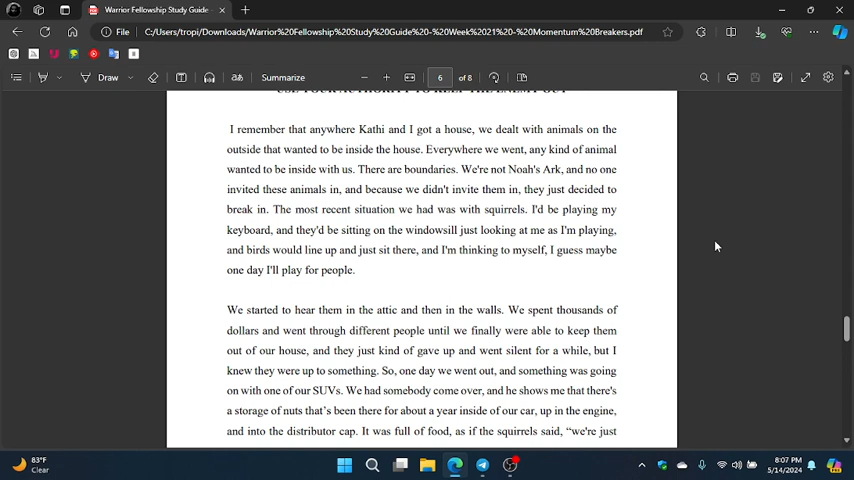 Warrior Fellowship Study Guide -
File
C:/Users/tropi/Downloads/Warrior%20Fellowship%20Study%20Guide%20-%20Week%2021%20-%20Momentum%20Breakers.pdf
Draw
Summarize
6 of 8
USE YOUR AUTHORITY TO KEEP THE ENEMY OUT
I remember that anywhere Kathi and I got a house, we dealt with animals on the
outside that wanted to be inside the house. Everywhere we went, any kind of animal
wanted to be inside with us. There are boundaries. We're not Noah's Ark, and no one
invited these animals in, and because we didn't invite them in, they just decided to
break in. The most recent situation we had was with squirrels. I'd be playing my
keyboard, and they'd be sitting on the windowsill just looking at me as I'm playing,
and birds would line up and just sit there, and I'm thinking to myself, I guess maybe
one day I'll play for people.
We started to hear them in the attic and then in the walls. We spent thousands of
dollars and went through different people until we finally were able to keep them
out of our house, and they just kind of gave up and went silent for a while, but I
knew they were up to something. So, one day we went out, and something was going
on with one of our SUVs. We had somebody come over, and he shows me that there's
a storage of nuts that’s been there for about a year inside of our car, up in the engine,
and into the distributor cap. It was full of food, as if the squirrels said, “we're just
83°F
Clear
8:07 PM
5/14/2024